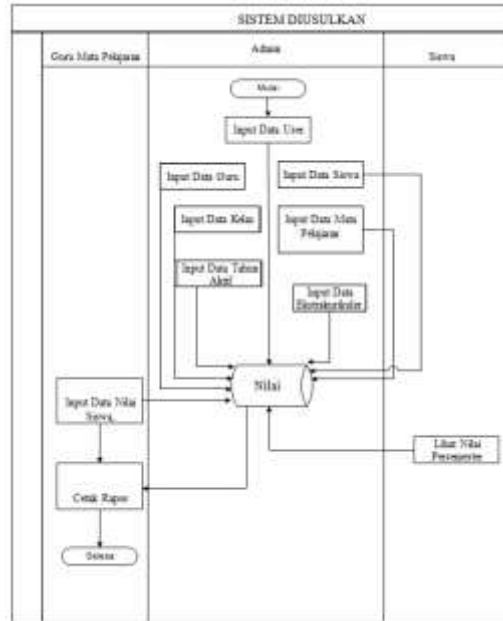 SISTEM DIUSULKAN
Guru Mata Pelajaran
Admin
Siswa
Mulai
Input Data User
Input Data Guru
Input Data Siswa
Input Data Kelas
Input Data Mata
Pelajaran
Input Data Tahun
Aktif
Input Data
Ekstrakurikuler
Nilai
Input Data Nilai
Siswa
Lihat Nilai
Persemester
Cetak Rapor
Selesai